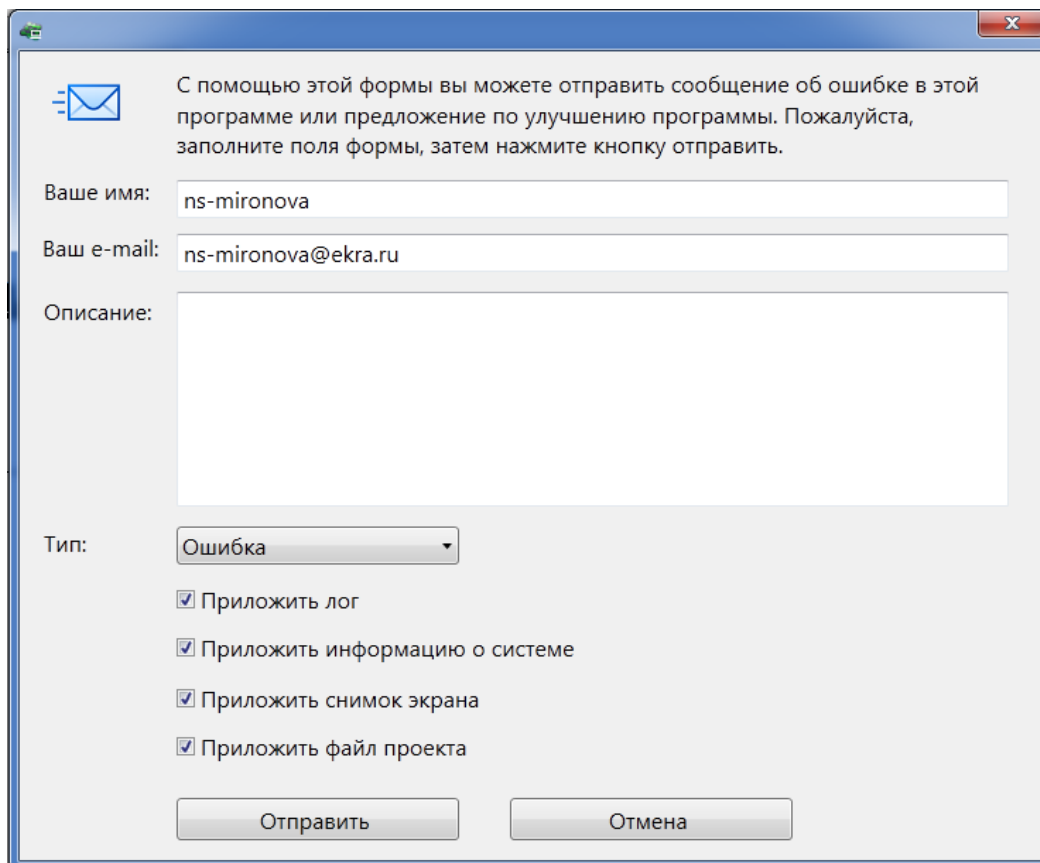 С помощью этой формы вы можете отправить сообщение об ошибке в этой
программе или предложение по улучшению программы. Пожалуйста,
заполните поля формы, затем нажмите кнопку отправить.
Ваше имя: ns-mironova
Ваш e-mail: ns-mironova@ekra.ru
Описание:
Тип: Ошибка
Приложить лог
Приложить информацию о системе
Приложить снимок экрана
Приложить файл проекта
Отправить Отмена